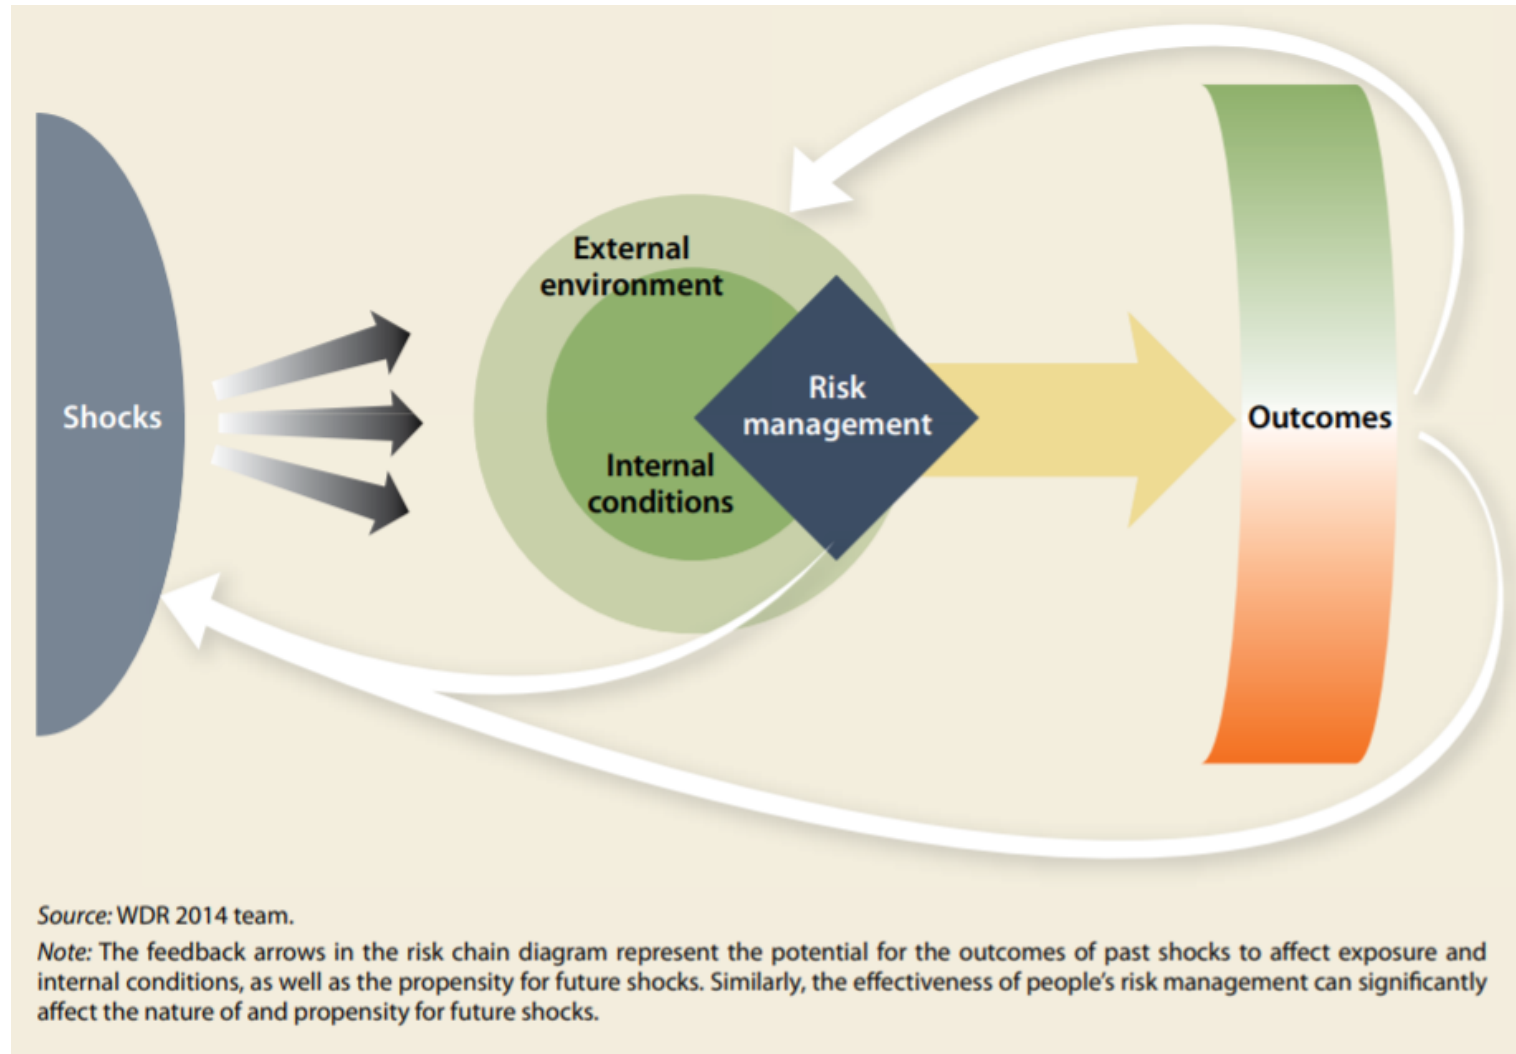 External
environment
Shocks
Risk
management
Internal
conditions
Outcomes
Source: WDR 2014 team.
Note: The feedback arrows in the risk chain diagram represent the potential for the outcomes of past shocks to affect exposure and
internal conditions, as well as the propensity for future shocks. Similarly, the effectiveness of people’s risk management can significantly
affect the nature of and propensity for future shocks.